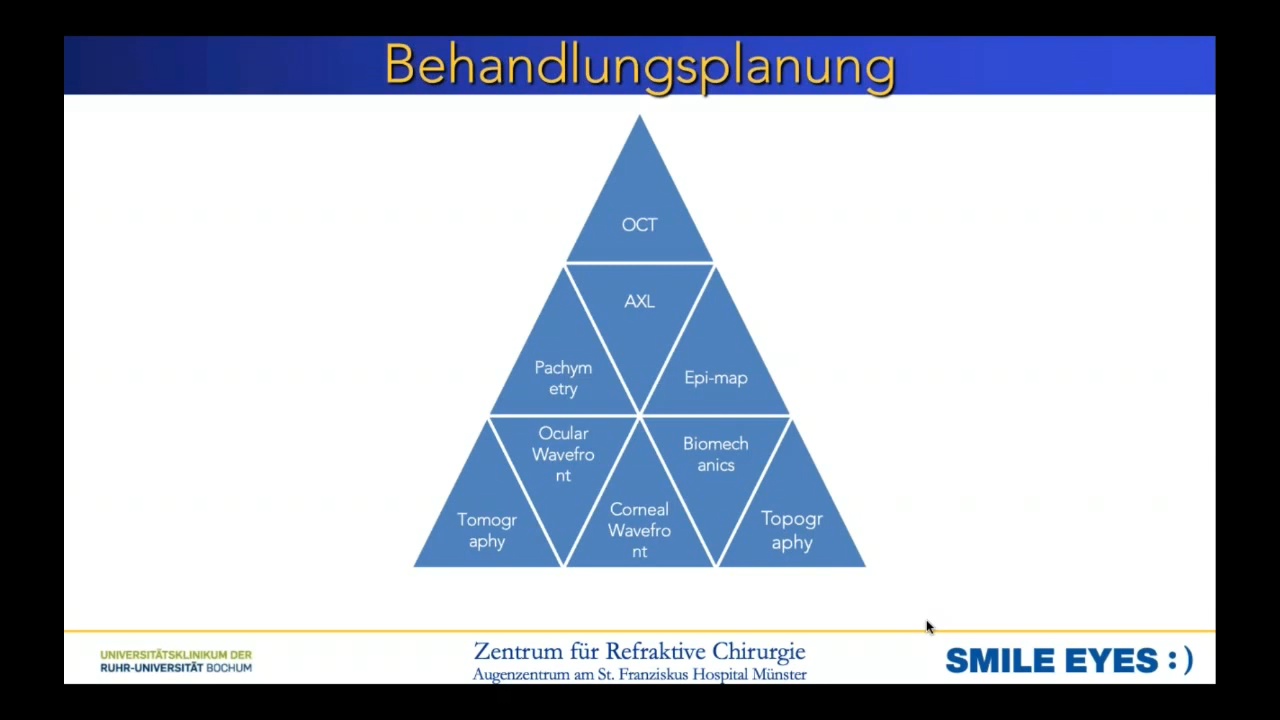 Behandlungsplanung
OCT
AXL
Pachym
etry
Epi-map
Ocular
Wavefro
nt
Biomech
anics
Tomogr
aphy
Corneal
Wavefro
nt
Topogr
aphy
UNIVERSITÄTSKLINIKUM DER
RUHR-UNIVERSITÄT BOCHUM
Zentrum für Refraktive Chirurgie
Augenzentrum am St. Franziskus Hospital Münster
SMILE EYES :)